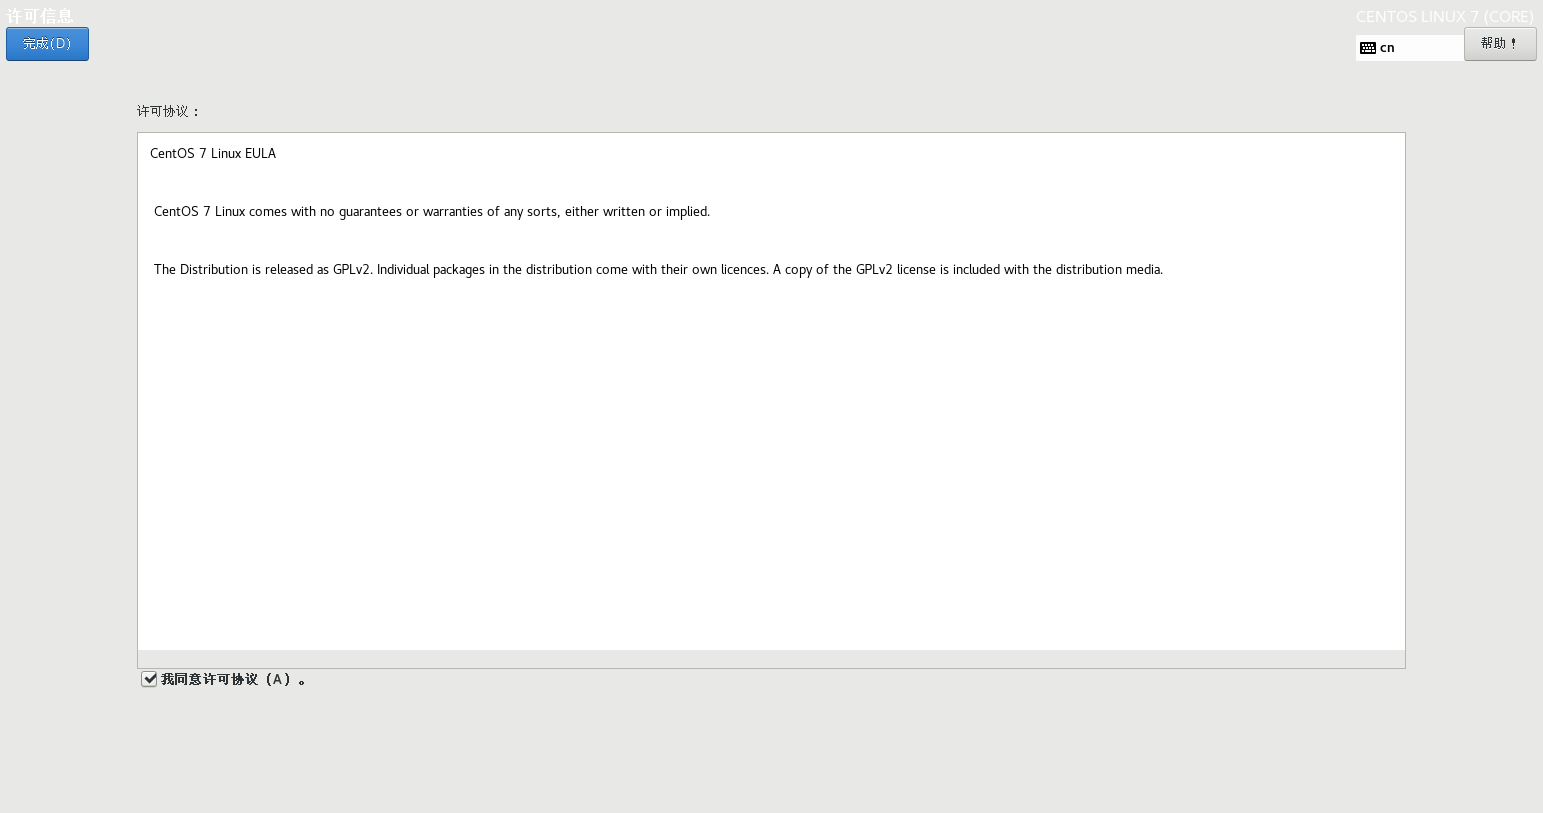 许可信息
CENTOS LINUX 7 (CORE)
完成(D)
cn
帮助！
许可协议：
CentOS 7 Linux EULA
CentOS 7 Linux comes with no guarantees or warranties of any sorts, either written or implied.
The Distribution is released as GPLv2. Individual packages in the distribution come with their own licences. A copy of the GPLv2 license is included with the distribution media.
我同意许可协议（A）。